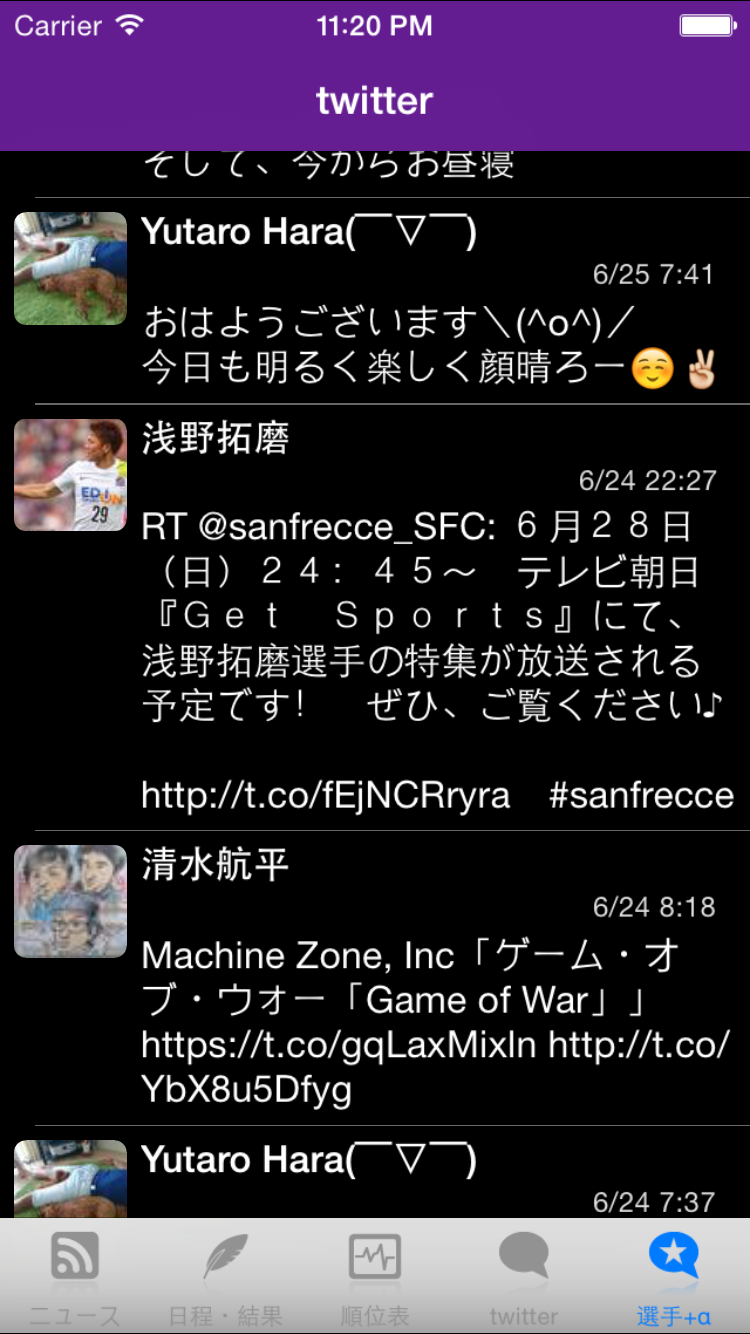 Carrier 11:20 PM
twitter
そして、今からお昼寝
Yutaro Hara(￣▽￣)
6/25 7:41
おはようございます＼(^o^)／
今日も明るく楽しく顔晴ろー☺️✌🏻
浅野拓磨
6/24 22:27
RT @sanfrecce_SFC: ６月２８日
（日）２４：４５～　テレビ朝日
『Ｇｅｔ　Ｓｐｏｒｔｓ』にて、
浅野拓磨選手の特集が放送される
予定です！　ぜひ、ご覧ください♪
http://t.co/fEjNCRryra　#sanfrecce
EDION
29
清水航平
6/24 8:18
Machine Zone, Inc「ゲーム・オ
ブ・ウオー「Game of War」」
https://t.co/gqLaxMixln http://t.co/
YbX8u5Dfyg
Yutaro Hara(￣▽￣)
6/24 7:37
ニュース 日程・結果 順位表 twitter 選手+α